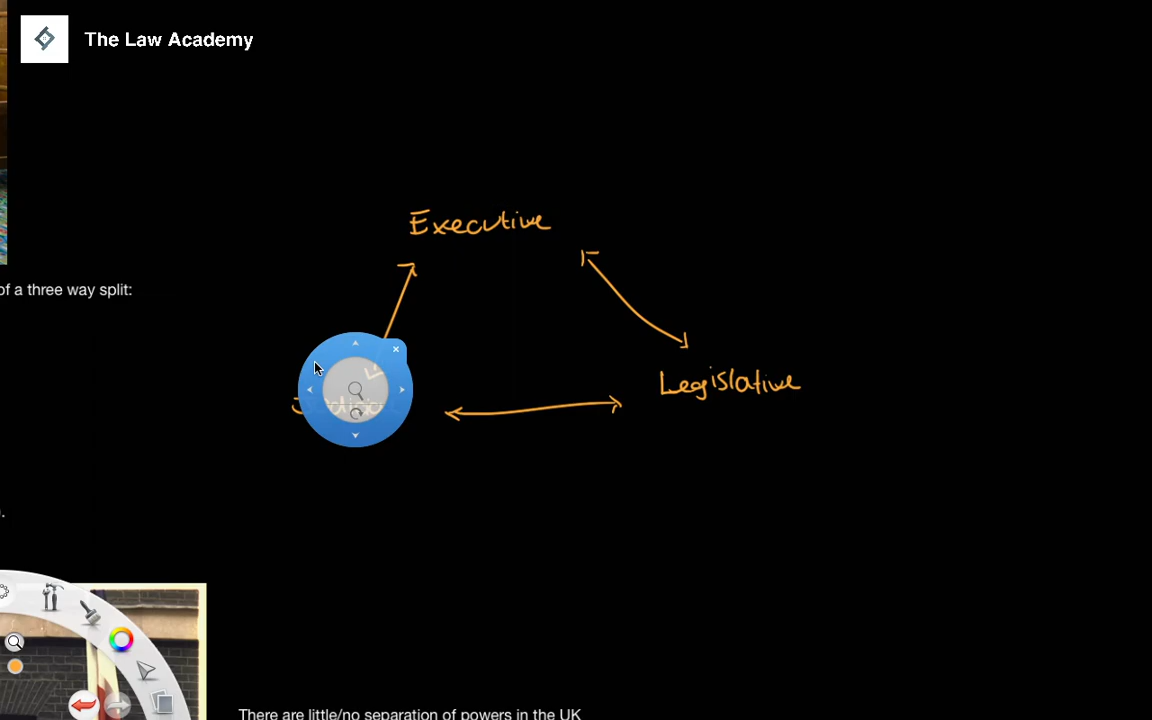 The Law Academy
Executive
of a three way split:
Legislative
There are little/no separation of powers in the UK